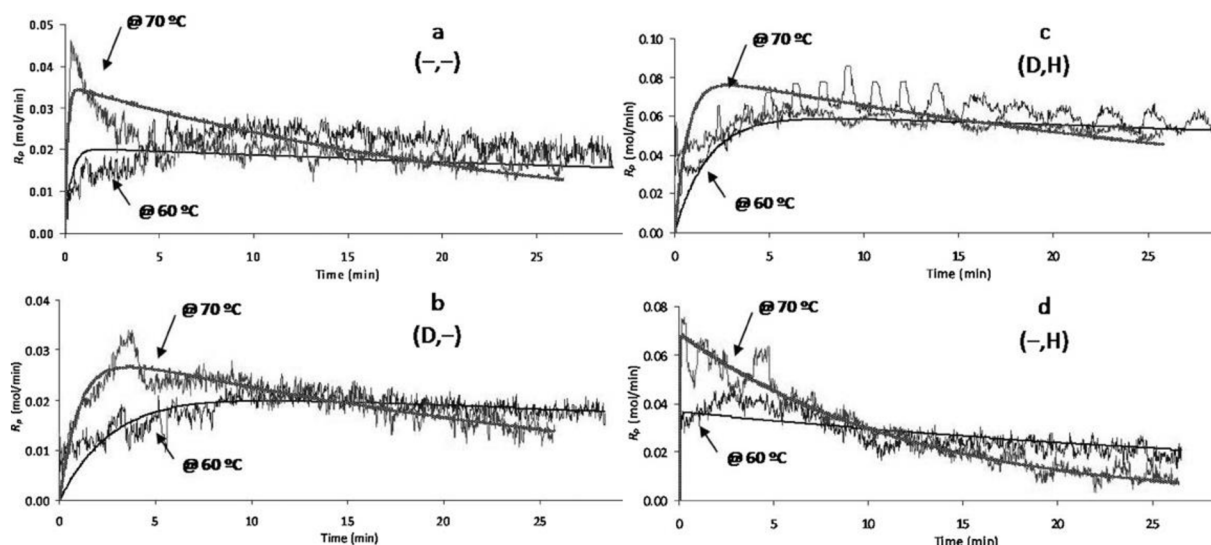 a
(−,−)
@ 70 ºC
@ 60 ºC
Rₚ (mol/min)
0.05
0.04
0.03
0.02
0.01
0.00
0 5 10 15 20 25
Time (min)
c
(D,H)
@ 70 ºC
@ 60 ºC
Rₚ (mol/min)
0.10
0.08
0.06
0.04
0.02
0.00
0 5 10 15 20 25
Time (min)
b
(D,−)
@ 70 ºC
@ 60 ºC
Rₚ (mol/min)
0.04
0.03
0.02
0.01
0.00
0 5 10 15 20 25
Time (min)
d
(−,H)
@ 70 ºC
@ 60 ºC
Rₚ (mol/min)
0.08
0.06
0.04
0.02
0.00
0 5 10 15 20 25
Time (min)